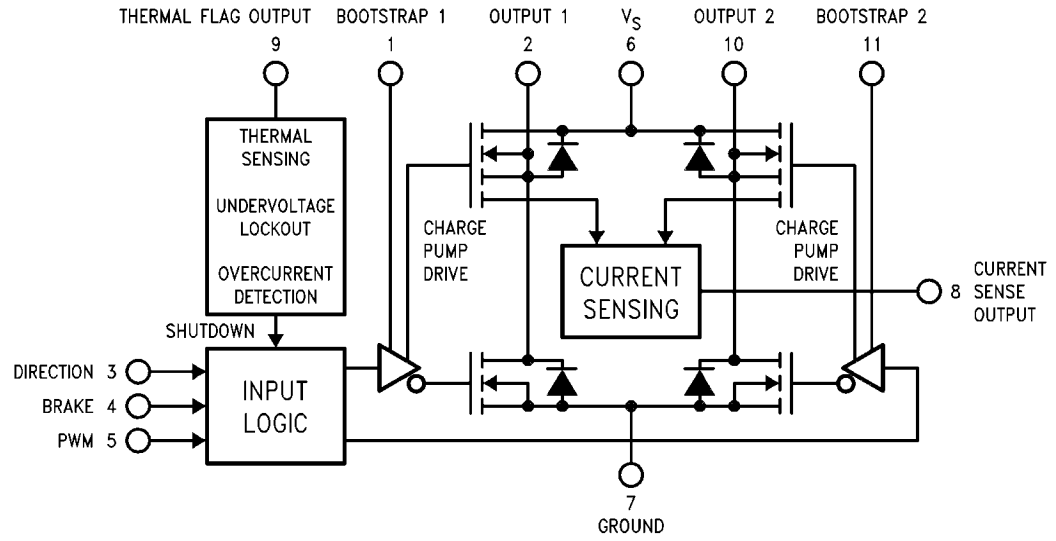 THERMAL FLAG OUTPUT
9
BOOTSTRAP 1
1
OUTPUT 1
2
VS
6
OUTPUT 2
10
BOOTSTRAP 2
11
THERMAL
SENSING
UNDERVOLTAGE
LOCKOUT
OVERCURRENT
DETECTION
SHUTDOWN
CHARGE
PUMP
DRIVE
CURRENT
SENSING
CHARGE
PUMP
DRIVE
8
CURRENT
SENSE
OUTPUT
DIRECTION 3
BRAKE 4
PWM 5
INPUT
LOGIC
7
GROUND